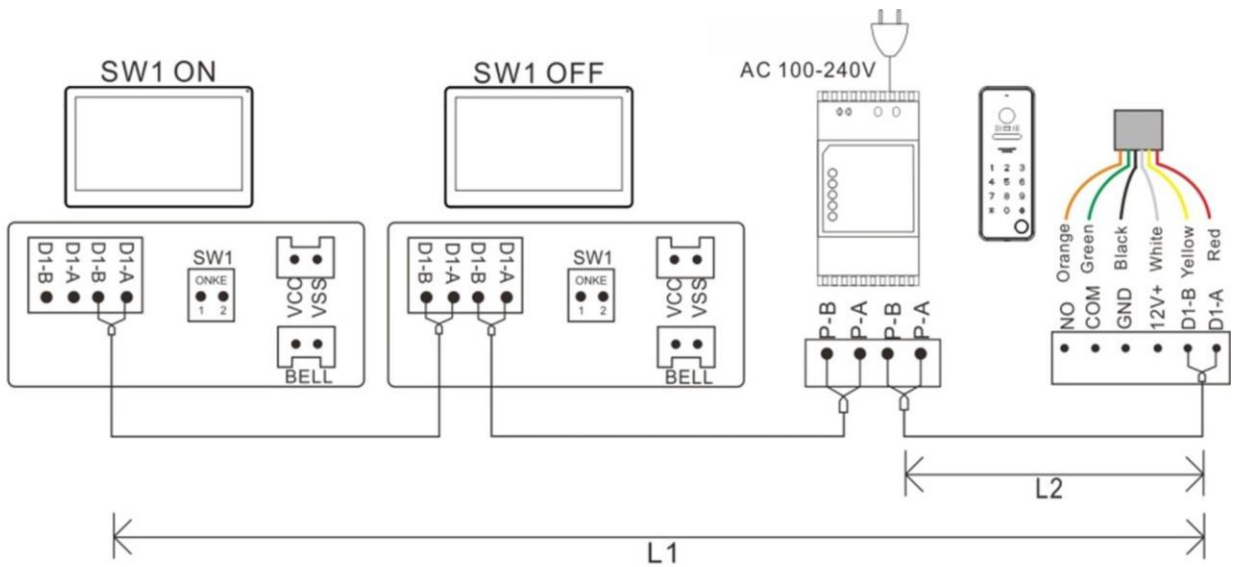 SW1 ON
SW1 OFF
AC 100-240V
D1-B
D1-A
D1-B
D1-A
SW1
ONKE
1 2
VCC
VSS
BELL
D1-B
D1-A
D1-B
D1-A
SW1
ONKE
1 2
VCC
VSS
BELL
P-B
P-A
P-B
P-A
1 2 3
4 5 6
7 8 9
0
Orange
Green
Black
White
Yellow
Red
NO
COM
GND
12V+
D1-B
D1-A
L2
L1